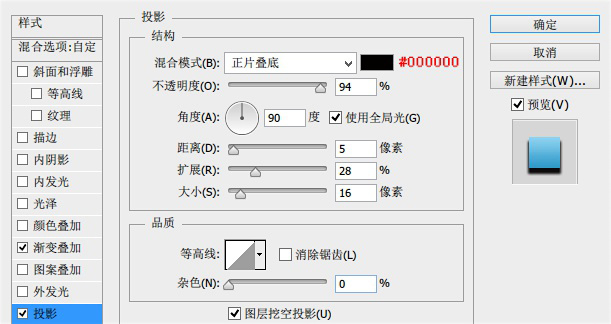 样式
混合选项:自定
斜面和浮雕
等高线
纹理
描边
内阴影
内发光
光泽
颜色叠加
渐变叠加
图案叠加
外发光
投影
投影
结构
混合模式(B): 正片叠底 #000000
不透明度(O): 94 %
角度(A): 90 度 使用全局光(G)
距离(D): 5 像素
扩展(R): 28 %
大小(S): 16 像素
品质
等高线: 消除锯齿(L)
杂色(N): 0 %
图层挖空投影(U)
确定
取消
新建样式(W)...
预览(V)